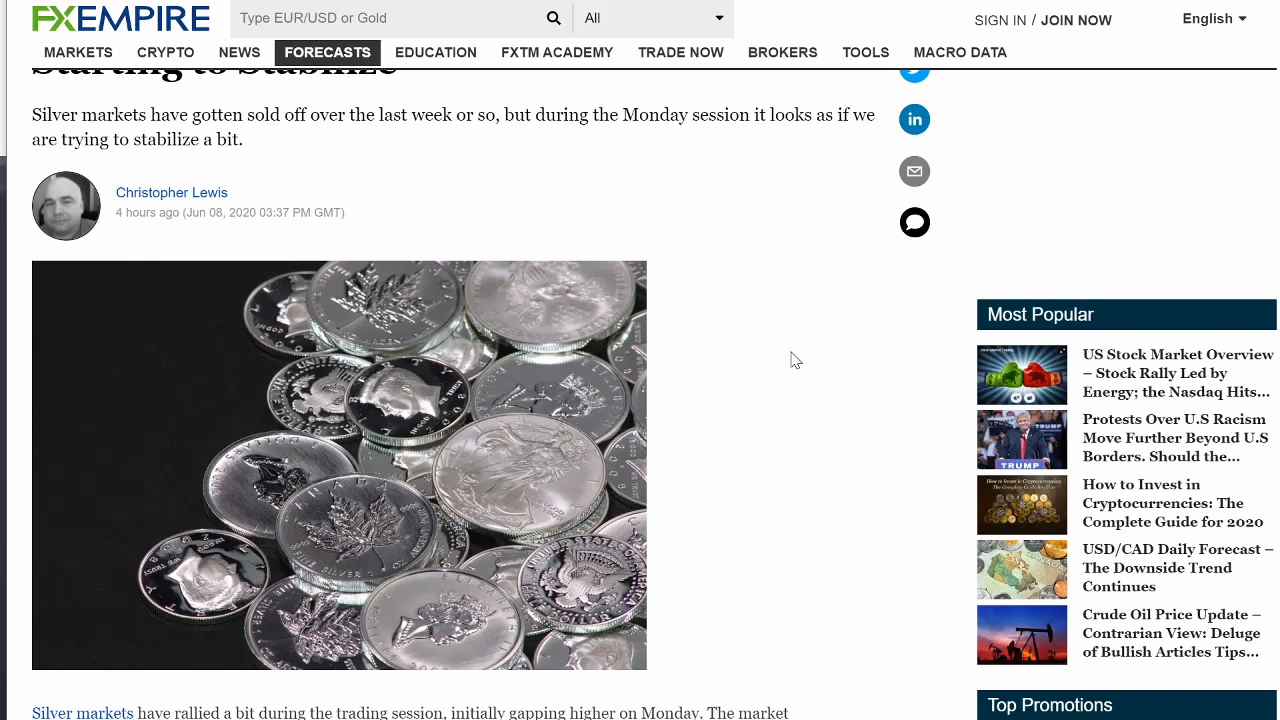 FXEMPIRE
Type EUR/USD or Gold
All
SIGN IN / JOIN NOW
English
MARKETS CRYPTO NEWS FORECASTS EDUCATION FXTM ACADEMY TRADE NOW BROKERS TOOLS MACRO DATA
Starting to Stabilize
Silver markets have gotten sold off over the last week or so, but during the Monday session it looks as if we
are trying to stabilize a bit.
Christopher Lewis
4 hours ago (Jun 08, 2020 03:37 PM GMT)
in
Most Popular
US Stock Market Overview
– Stock Rally Led by
Energy; the Nasdaq Hits...
Protests Over U.S Racism
Move Further Beyond U.S
Borders. Should the...
TRUMP
How to Invest in
Cryptocurrencies: The
Complete Guide for 2020
USD/CAD Daily Forecast –
The Downside Trend
Continues
Crude Oil Price Update –
Contrarian View: Deluge
of Bullish Articles Tips...
Silver markets have rallied a bit during the trading session, initially gapping higher on Monday. The market
Top Promotions